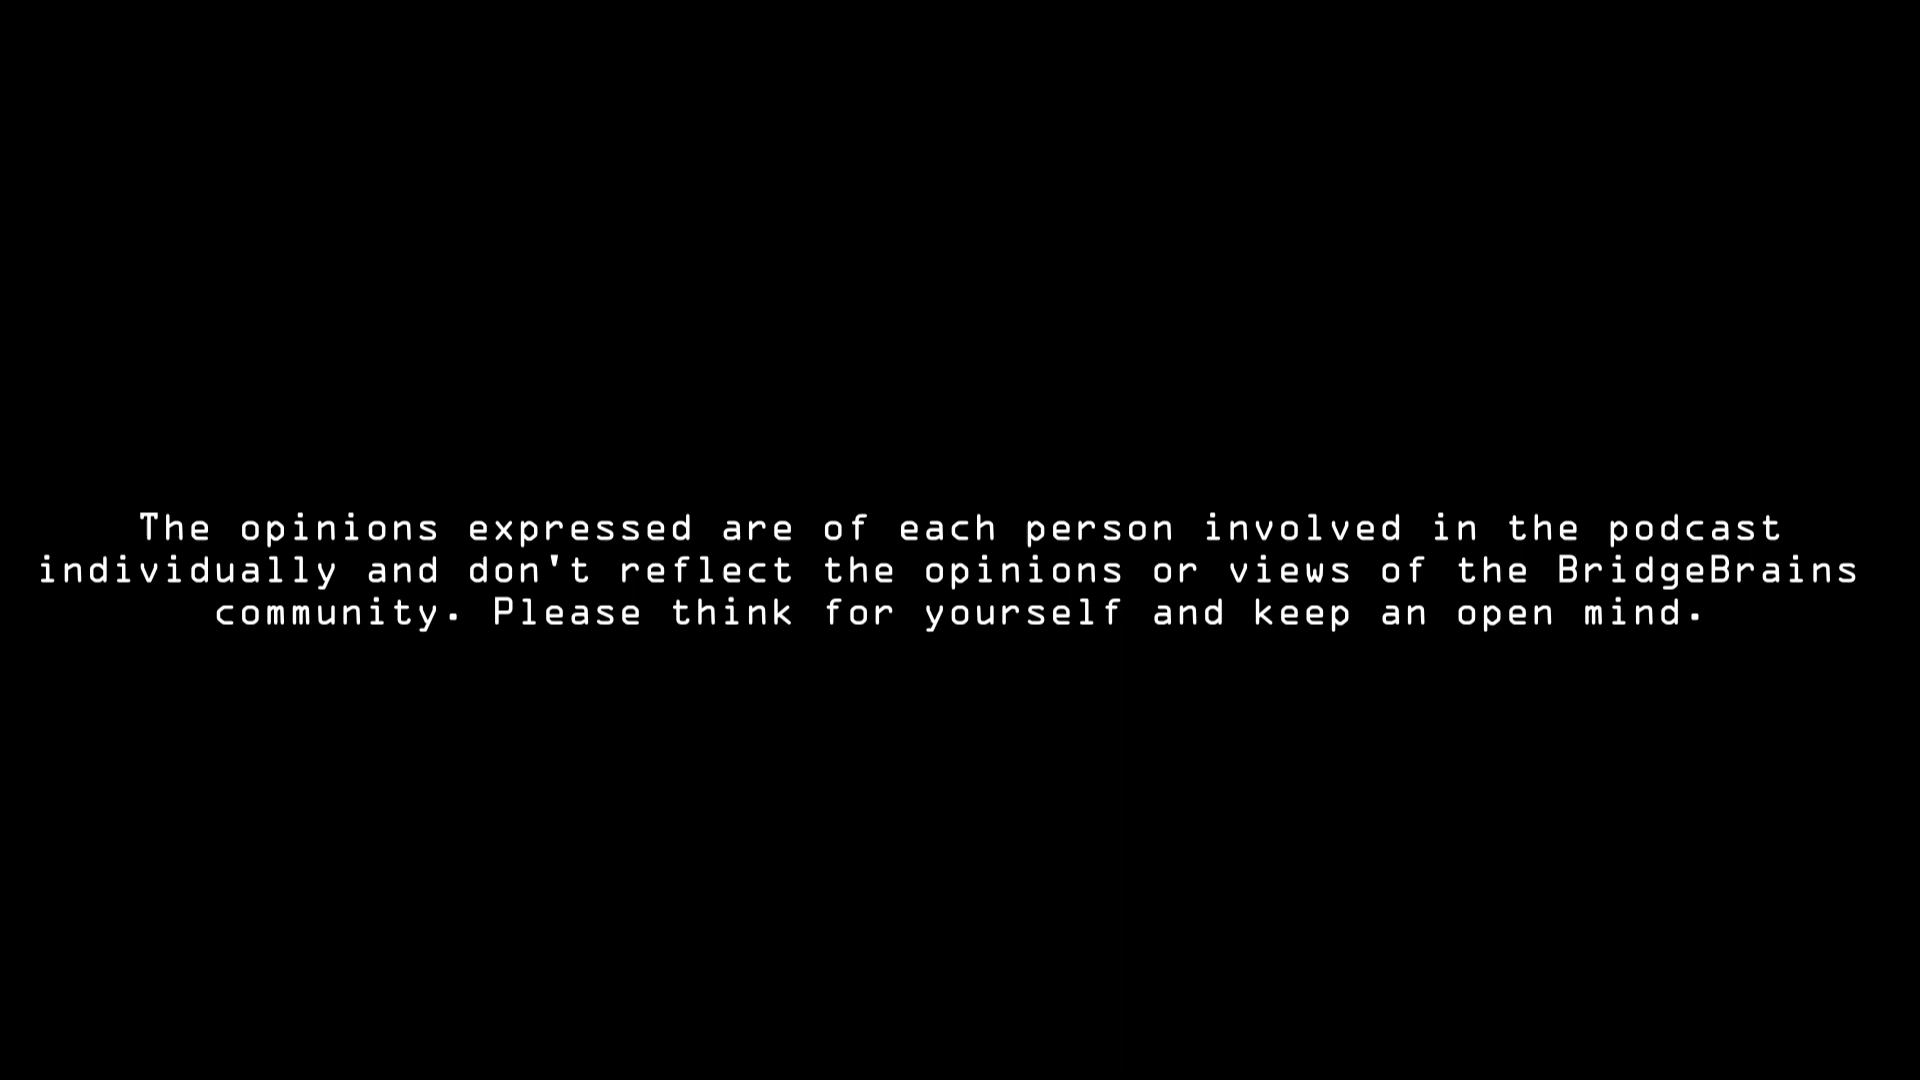 The opinions expressed are of each person involved in the podcast
individually and don't reflect the opinions or views of the BridgeBrains
community. Please think for yourself and keep an open mind.